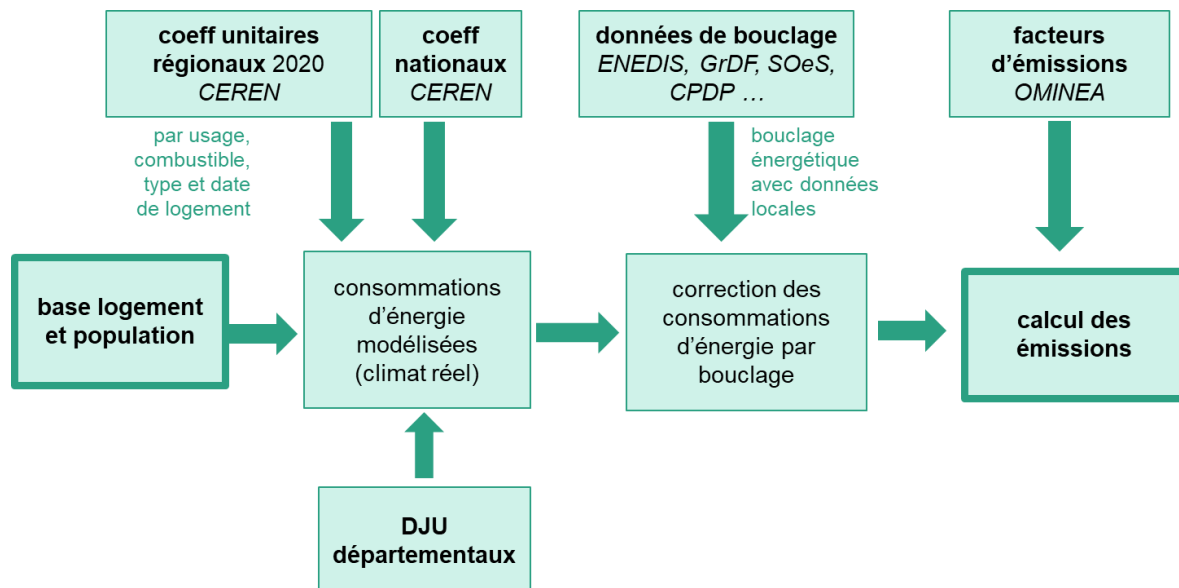 coeff unitaires
régionaux 2020
CEREN
coeff
nationaux
CEREN
données de bouclage
ENEDIS, GrDF, SOeS,
CPDP …
facteurs
d’émissions
OMINEA
par usage,
combustible,
type et date
de logement
bouclage
énergétique
avec données
locales
base logement
et population
consommations
d’énergie
modélisées
(climat réel)
correction des
consommations
d’énergie par
bouclage
calcul des
émissions
DJU
départementaux